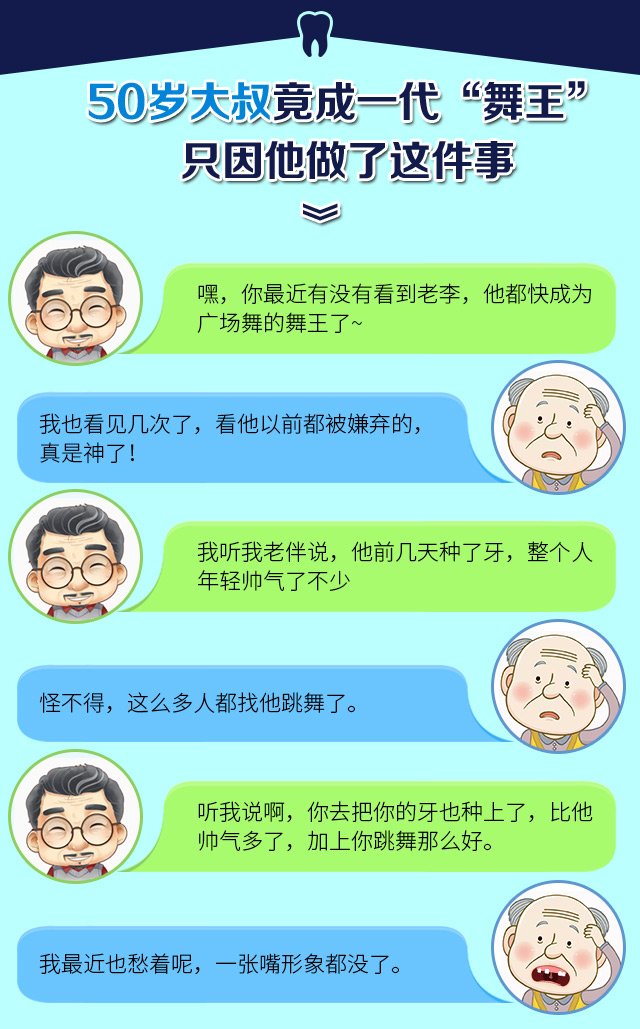 50岁大叔竟成一代“舞王”
只因他做了这件事
嘿，你最近有没有看到老李，他都快成为
广场舞的舞王了~
我也看见几次了，看他以前都被嫌弃的，
真是神了！
我听我老伴说，他前几天种了牙，整个人
年轻帅气了不少
怪不得，这么多人都找他跳舞了。
听我说啊，你去把你的牙也种上了，比他
帅气多了，加上你跳舞那么好。
我最近也愁着呢，一张嘴形象都没了。